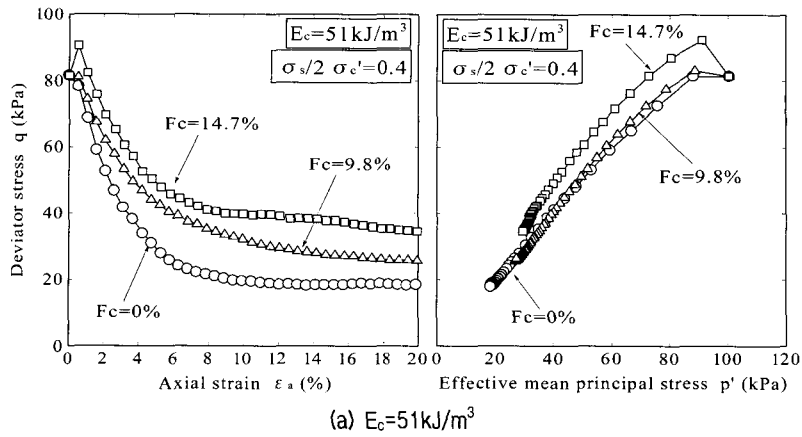 Deviator stress q (kPa)
100
80
60
40
20
0
Ec=51kJ/m³
σs/2 σc'=0.4
Fc=14.7%
Fc=9.8%
Fc=0%
0 2 4 6 8 10 12 14 16 18 20
Axial strain εa (%)
Ec=51kJ/m³
σs/2 σc'=0.4
Fc=14.7%
Fc=9.8%
Fc=0%
20 40 60 80 100 120
Effective mean principal stress p' (kPa)
(a) Ec=51kJ/m³